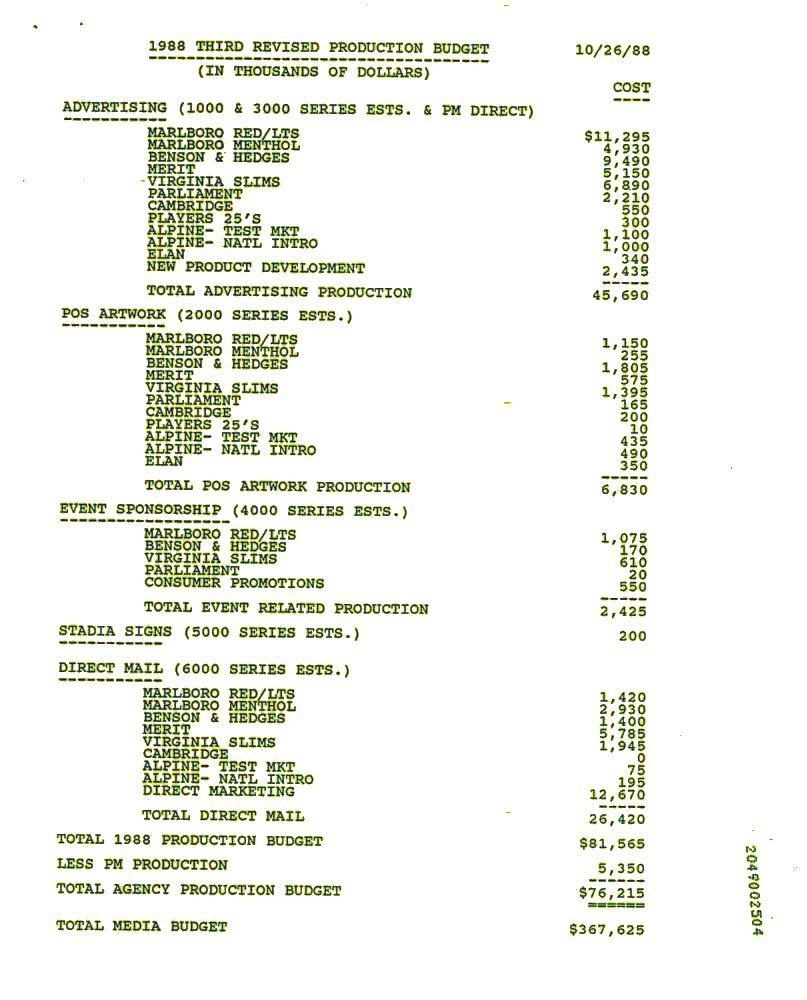 1988 THIRD REVISED PRODUCTION BUDGET 10/26/88
(IN THOUSANDS OF DOLLARS)
COST
ADVERTISING (1000 & 3000 SERIES ESTS. & PM DIRECT)
MARLBORO RED/LTS $11,295
MARLBORO MENTHOL 4,930
BENSON & HEDGES 9,490
MERIT 5,150
VIRGINIA SLIMS 6,890
PARLIAMENT 2,210
CAMBRIDGE 550
PLAYERS 25'S 300
ALPINE- TEST MKT 1,100
ALPINE- NATL INTRO 1,000
ELAN 340
NEW PRODUCT DEVELOPMENT 2,435
TOTAL ADVERTISING PRODUCTION 45,690
POS ARTWORK (2000 SERIES ESTS.)
MARLBORO RED/LTS 1,150
MARLBORO MENTHOL 255
BENSON & HEDGES 1,805
MERIT 575
VIRGINIA SLIMS 1,395
PARLIAMENT 165
CAMBRIDGE 200
PLAYERS 25'S 10
ALPINE- TEST MKT 435
ALPINE- NATL INTRO 490
ELAN 350
TOTAL POS ARTWORK PRODUCTION 6,830
EVENT SPONSORSHIP (4000 SERIES ESTS.)
MARLBORO RED/LTS 1,075
BENSON & HEDGES 170
VIRGINIA SLIMS 610
PARLIAMENT 20
CONSUMER PROMOTIONS 550
TOTAL EVENT RELATED PRODUCTION 2,425
STADIA SIGNS (5000 SERIES ESTS.) 200
DIRECT MAIL (6000 SERIES ESTS.)
MARLBORO RED/LTS 1,420
MARLBORO MENTHOL 2,930
BENSON & HEDGES 1,400
MERIT 5,785
VIRGINIA SLIMS 1,945
CAMBRIDGE 0
ALPINE- TEST MKT 75
ALPINE- NATL INTRO 195
DIRECT MARKETING 12,670
TOTAL DIRECT MAIL 26,420
TOTAL 1988 PRODUCTION BUDGET $81,565
LESS PM PRODUCTION 5,350
TOTAL AGENCY PRODUCTION BUDGET $76,215
TOTAL MEDIA BUDGET $367,625
2049002504